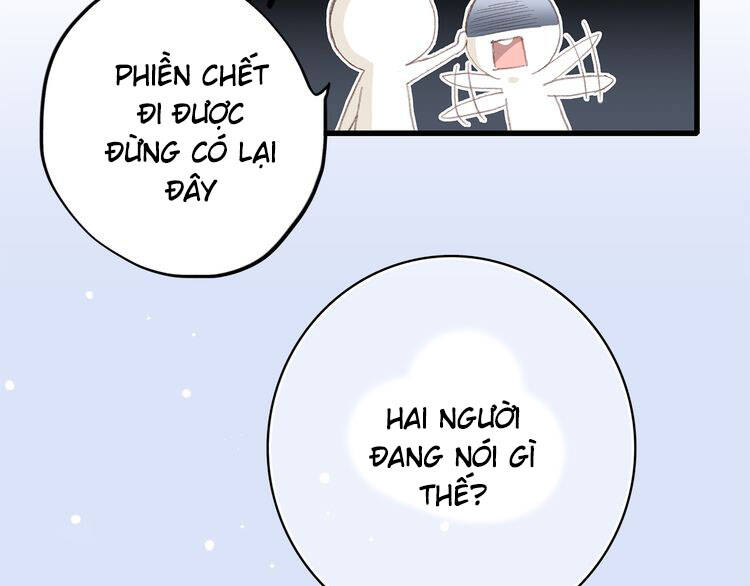 PHIỀN CHẾT
ĐI ĐƯỢC
ĐỪNG CÓ LẠI
ĐÂY
HAI NGƯỜI
ĐANG NÓI GÌ
THẾ?